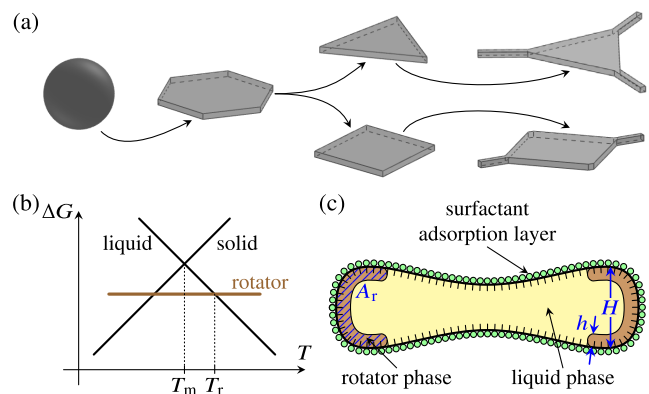 (a)
(b)
ΔG
liquid
solid
rotator
T
Tm
Tr
(c)
surfactant
adsorption layer
Ar
h
H
rotator phase
liquid phase